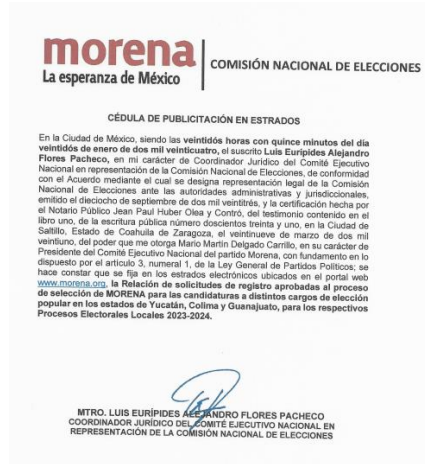 morena
La esperanza de México
COMISIÓN NACIONAL DE ELECCIONES
CÉDULA DE PUBLICITACIÓN EN ESTRADOS
En la Ciudad de México, siendo las veintidós horas con quince minutos del día
veintidós de enero de dos mil veinticuatro, el suscrito Luis Eurípides Alejandro
Flores Pacheco, en mi carácter de Coordinador Jurídico del Comité Ejecutivo
Nacional en representación de la Comisión Nacional de Elecciones, de conformidad
con el Acuerdo mediante el cual se designa representación legal de la Comisión
Nacional de Elecciones ante las autoridades administrativas y jurisdiccionales,
emitido el dieciocho de septiembre de dos mil veintitrés, y la certificación hecha por
el Notario Público Jean Paul Huber Olea y Contró, del testimonio contenido en el
libro uno, de la escritura pública número doscientos treinta y uno, en la Ciudad de
Saltillo, Estado de Coahuila de Zaragoza, el veintinueve de marzo de dos mil
veintiuno, del poder que me otorga Mario Martín Delgado Carrillo, en su carácter de
Presidente del Comité Ejecutivo Nacional del partido Morena, con fundamento en lo
dispuesto por el artículo 3, numeral 1, de la Ley General de Partidos Políticos; se
hace constar que se fija en los estrados electrónicos ubicados en el portal web
www.morena.org, la Relación de solicitudes de registro aprobadas al proceso
de selección de MORENA para las candidaturas a distintos cargos de elección
popular en los estados de Yucatán, Colima y Guanajuato, para los respectivos
Procesos Electorales Locales 2023-2024.
MTRO. LUIS EURÍPIDES ALEJANDRO FLORES PACHECO
COORDINADOR JURÍDICO DEL COMITÉ EJECUTIVO NACIONAL EN
REPRESENTACIÓN DE LA COMISIÓN NACIONAL DE ELECCIONES